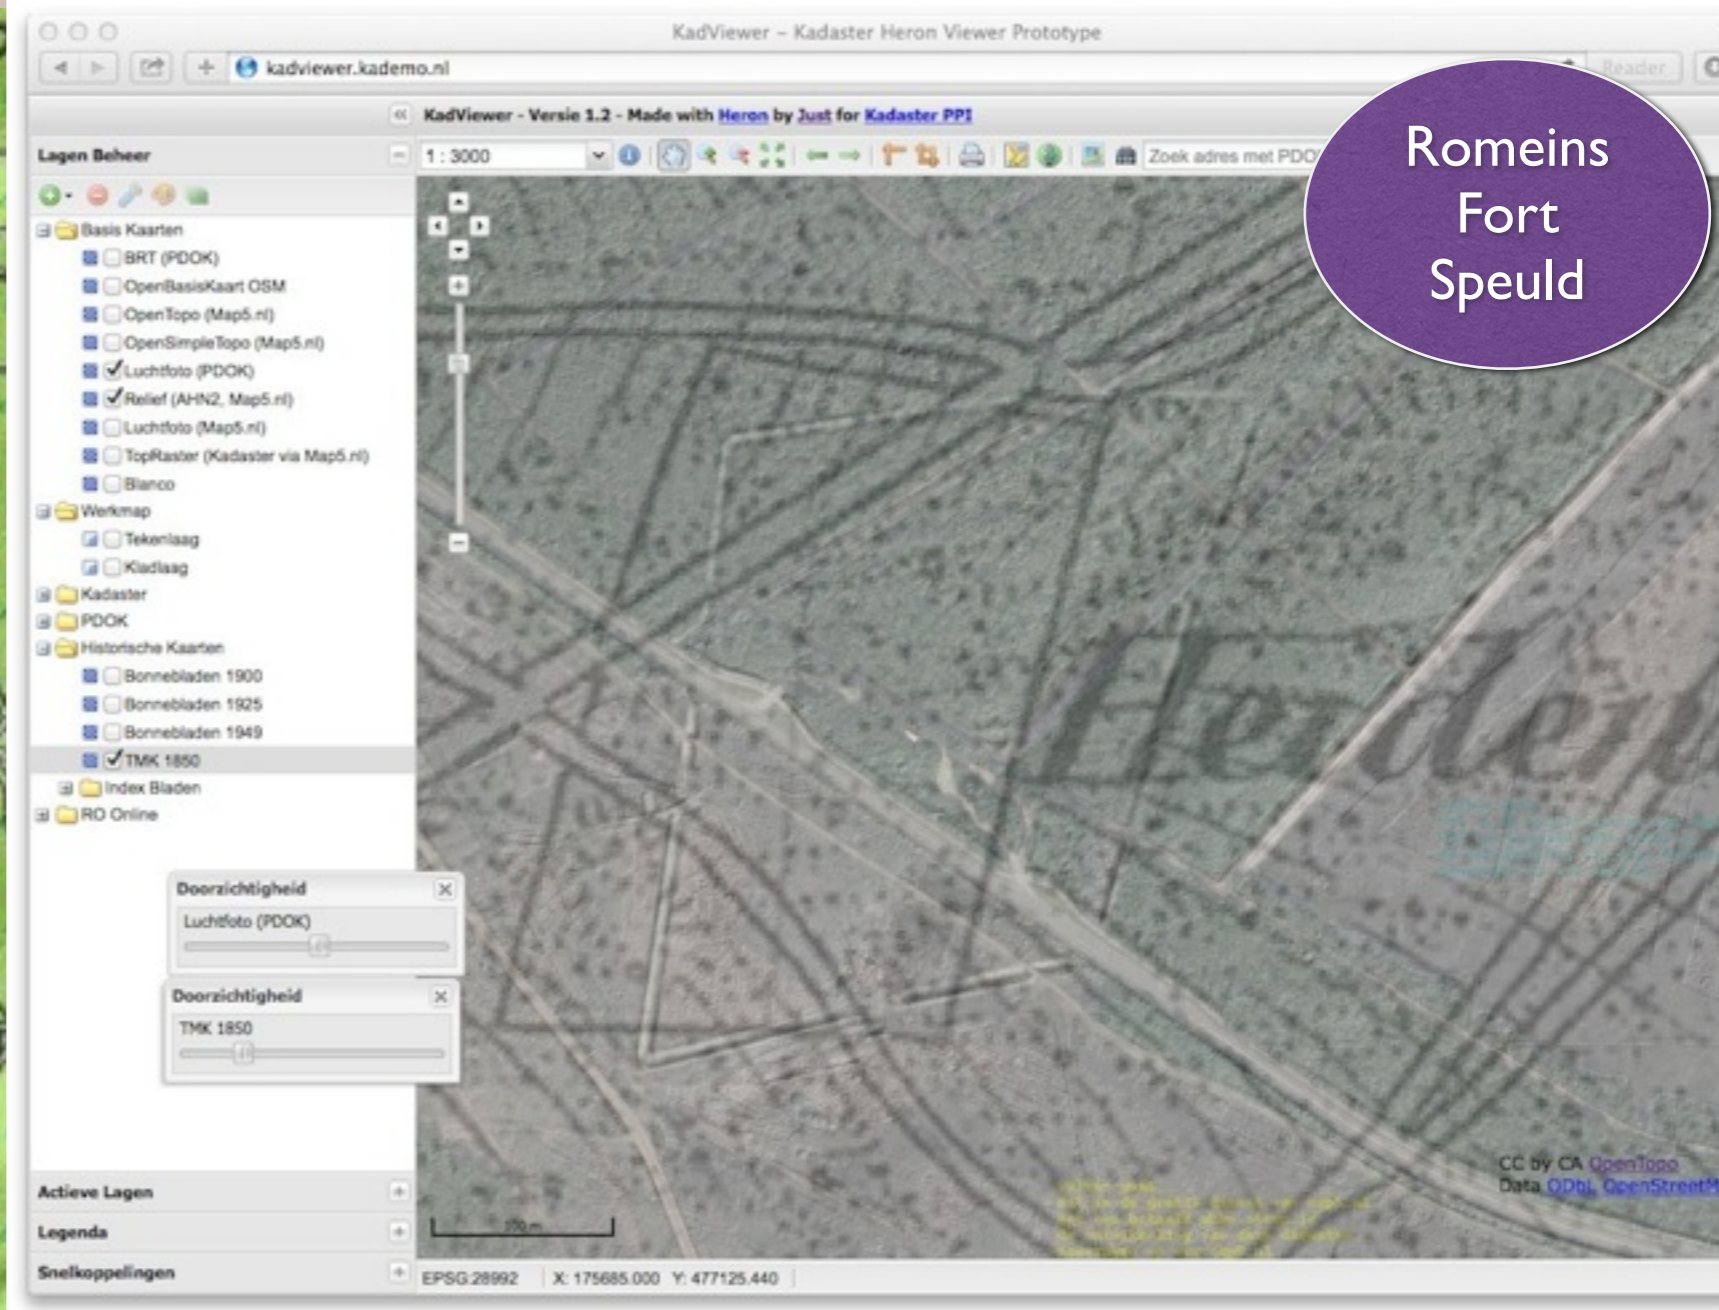 KadViewer – Kadaster Heron Viewer Prototype
kadviewer.kademo.nl
Reader
KadViewer - Versie 1.2 - Made with Heron by Just for Kadaster PPI
Lagen Beheer
1 : 3000
Zoek adres met PDO
Romeins
Fort
Speuld
Basis Kaarten
BRT (PDOK)
OpenBasisKaart OSM
OpenTopo (Map5.nl)
OpenSimpleTopo (Map5.nl)
Luchtfoto (PDOK)
Relief (AHN2, Map5.nl)
Luchtfoto (Map5.nl)
TopRaster (Kadaster via Map5.nl)
Blanco
Werkmap
Tekenlaag
Kladlaag
Kadaster
PDOK
Historische Kaarten
Bonnebladen 1900
Bonnebladen 1925
Bonnebladen 1949
TMK 1850
Index Bladen
RO Online
Doorzichtigheid
Luchtfoto (PDOK)
Doorzichtigheid
TMK 1850
Actieve Lagen
Legenda
Snelkoppelingen
100 m
CC by CA OpenTopo
Data ODbL OpenStreetM
EPSG:28992 X: 175685.000 Y: 477125.440